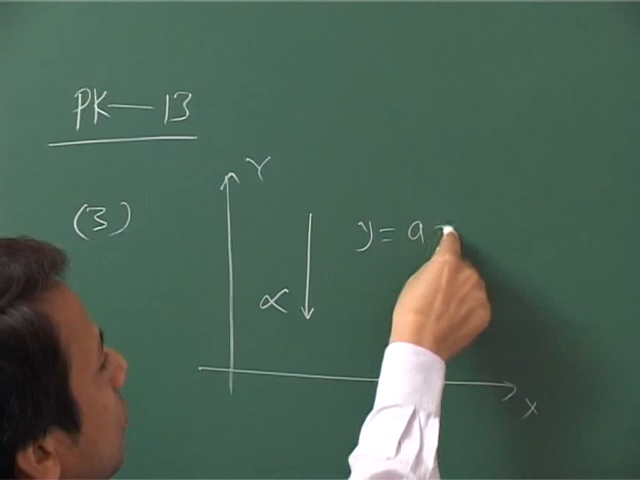 PK — 13
(3)
Y
y = a -
∝
X